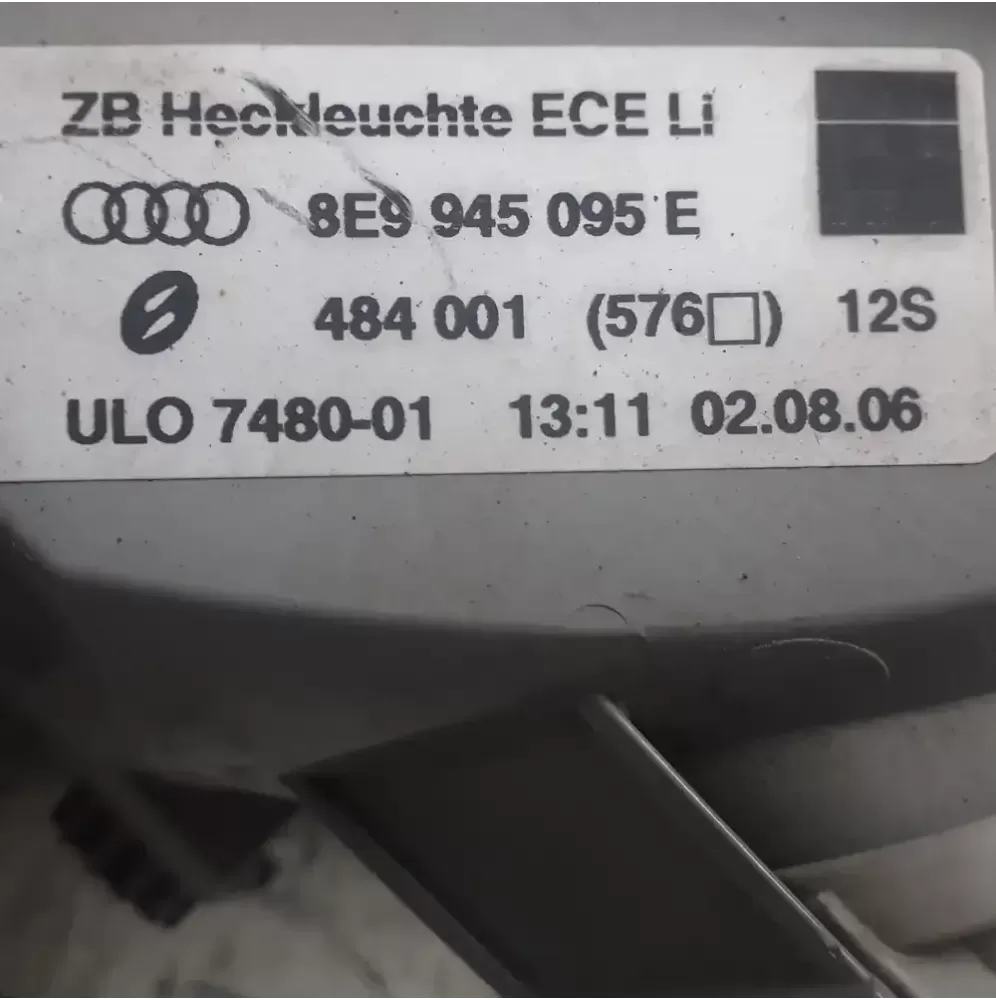 ZB Heckleuchte ECE Li
8E9 945 095 E
484 001 (576□) 12S
ULO 7480-01 13:11 02.08.06